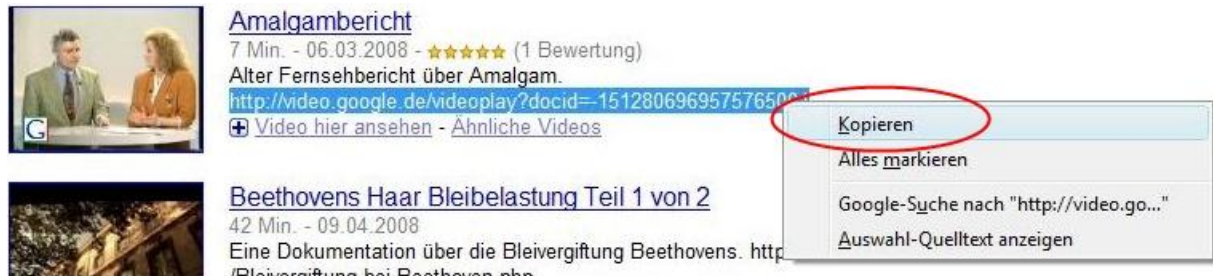 Amalgambericht
7 Min. - 06.03.2008 - ★★★★★ (1 Bewertung)
Alter Fernsehbericht über Amalgam.
http://video.google.de/videoplay?docid=-151280696957576500
+ Video hier ansehen - Ähnliche Videos
G
Kopieren
Alles markieren
Google-Suche nach "http://video.go..."
Auswahl-Quelltext anzeigen
Beethovens Haar Bleibelastung Teil 1 von 2
42 Min. - 09.04.2008
Eine Dokumentation über die Bleivergiftung Beethovens. http
/Bleivergiftung bei Beethoven.php